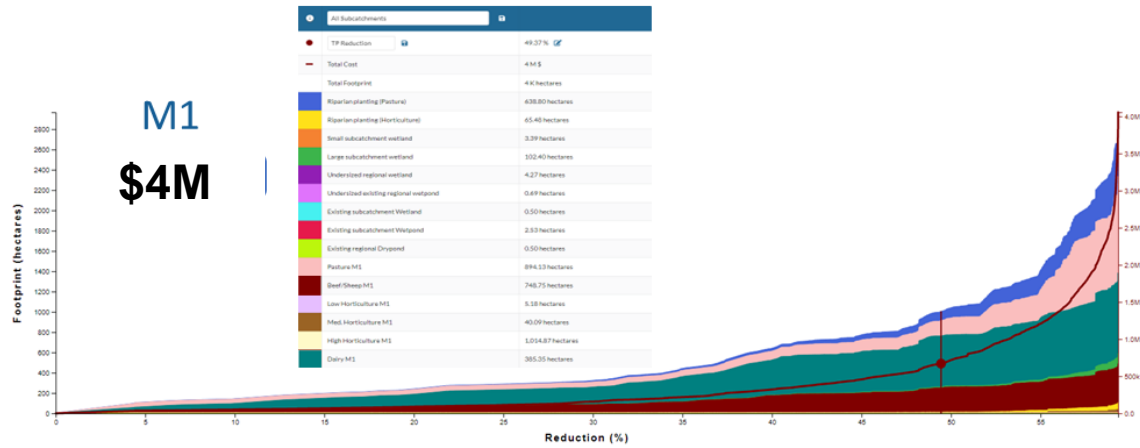 All Subcatchments
TP Reduction 49.37 %
Total Cost 4 M $
Total Footprint 4 K hectares
Riparian planting (Pasture) 638.80 hectares
Riparian planting (Horticulture) 65.48 hectares
Small subcatchment wetland 3.39 hectares
Large subcatchment wetland 102.40 hectares
Undersized regional wetland 4.27 hectares
Undersized existing regional wetpond 0.69 hectares
Existing subcatchment Wetland 0.50 hectares
Existing subcatchment Wetpond 2.53 hectares
Existing regional Drypond 0.50 hectares
Pasture M1 894.13 hectares
Beef/Sheep M1 748.75 hectares
Low Horticulture M1 5.18 hectares
Med. Horticulture M1 40.09 hectares
High Horticulture M1 1,014.87 hectares
Dairy M1 385.35 hectares
M1
$4M
Footprint (hectares)
2800
2600
2400
2200
2000
1800
1600
1400
1200
1000
800
600
400
200
0
4.0M
3.5M
3.0M
2.5M
2.0M
1.5M
1.0M
500k
0.0
0 5 10 15 20 25 30 35 40 45 50 55
Reduction (%)